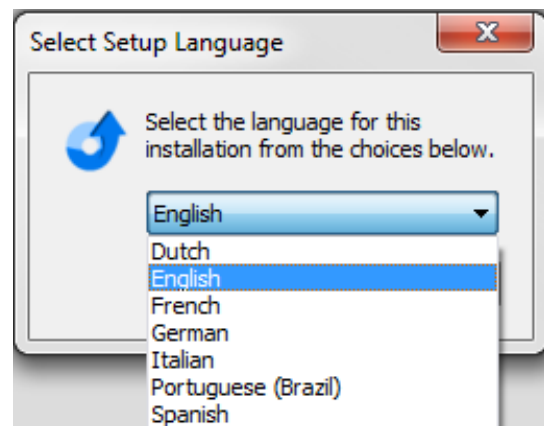 Select Setup Language
Select the language for this
installation from the choices below.
English
Dutch
English
French
German
Italian
Portuguese (Brazil)
Spanish